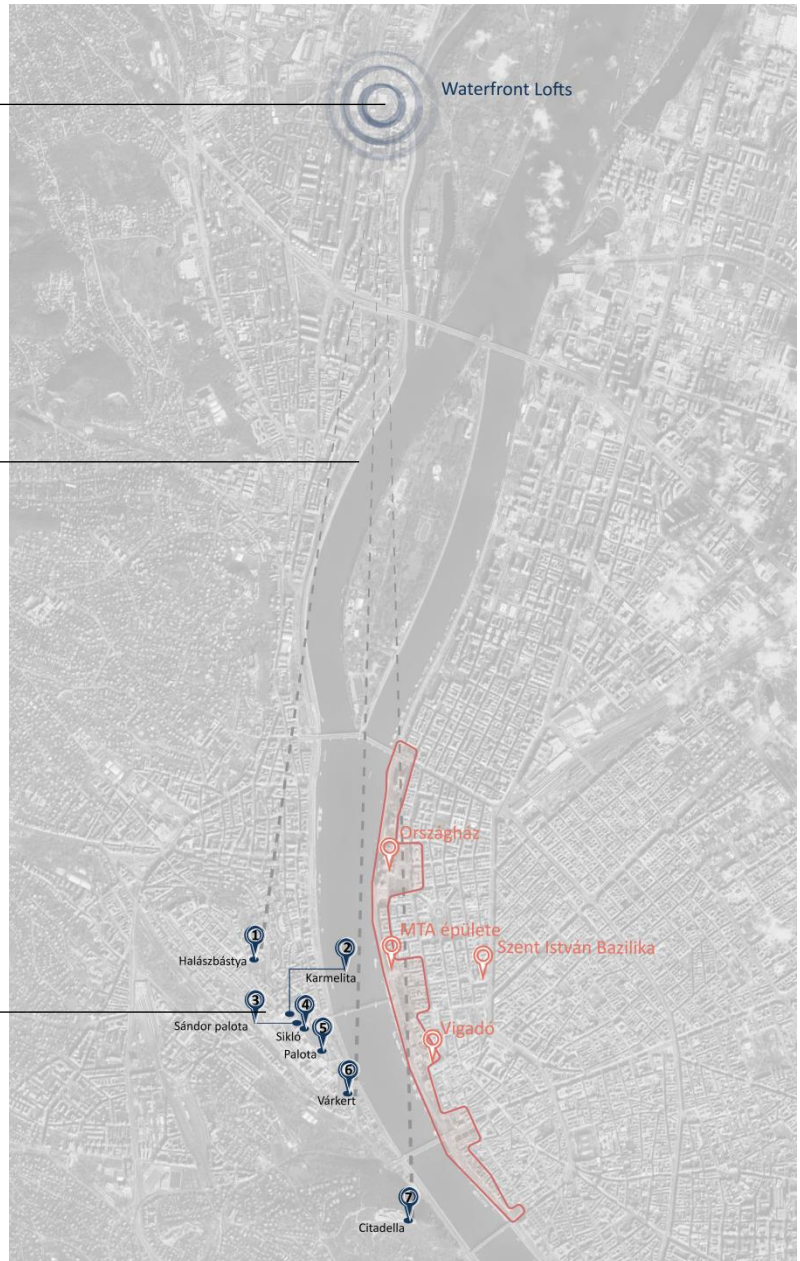 Waterfront Lofts
Országház
MTA épülete
Szent István Bazilika
1
Halászbástya
2
Karmelita
3
Sándor palota
4
Sikló
5
Palota
Vigadó
6
Várkert
7
Citadella